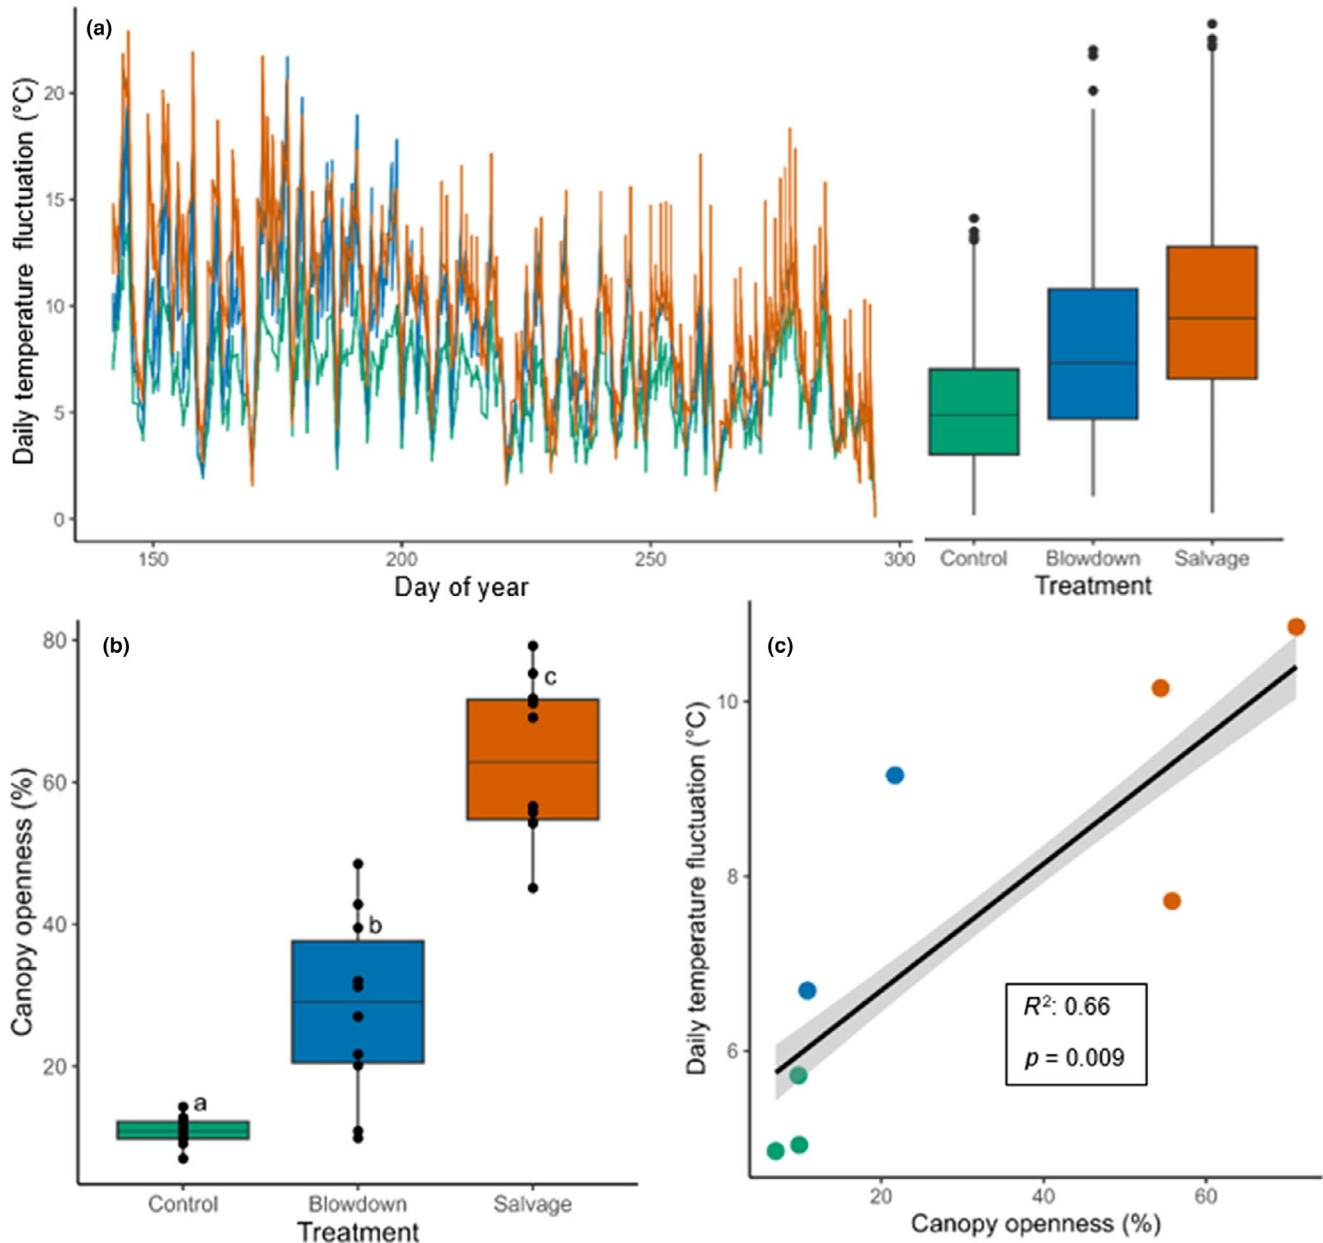 (a)
Daily temperature fluctuation (°C)
20
15
10
5
0
150
200
250
300
Day of year
Control
Blowdown
Salvage
Treatment
(b)
Canopy openness (%)
80
60
40
20
a
b
c
Control
Blowdown
Salvage
Treatment
(c)
Daily temperature fluctuation (°C)
10
8
6
R²: 0.66
p = 0.009
20
40
60
Canopy openness (%)